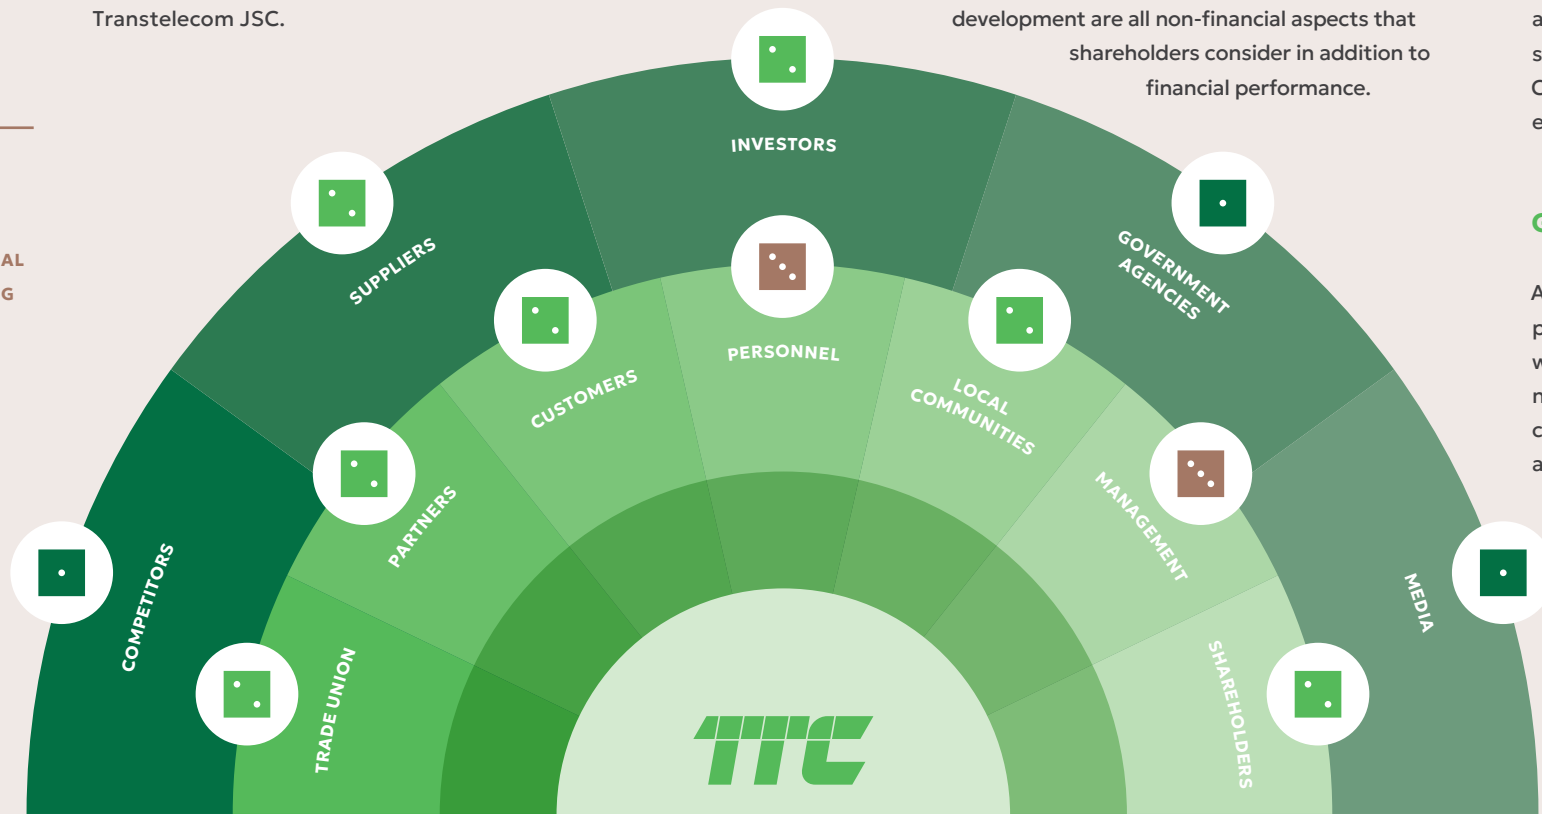 Transtelecom JSC.
development are all non-financial aspects that
shareholders consider in addition to
financial performance.
AL
G
INVESTORS
SUPPLIERS
GOVERNMENT
AGENCIES
PERSONNEL
CUSTOMERS
LOCAL
COMMUNITIES
PARTNERS
MANAGEMENT
COMPETITORS
MEDIA
TRADE UNION
SHAREHOLDERS
TTC